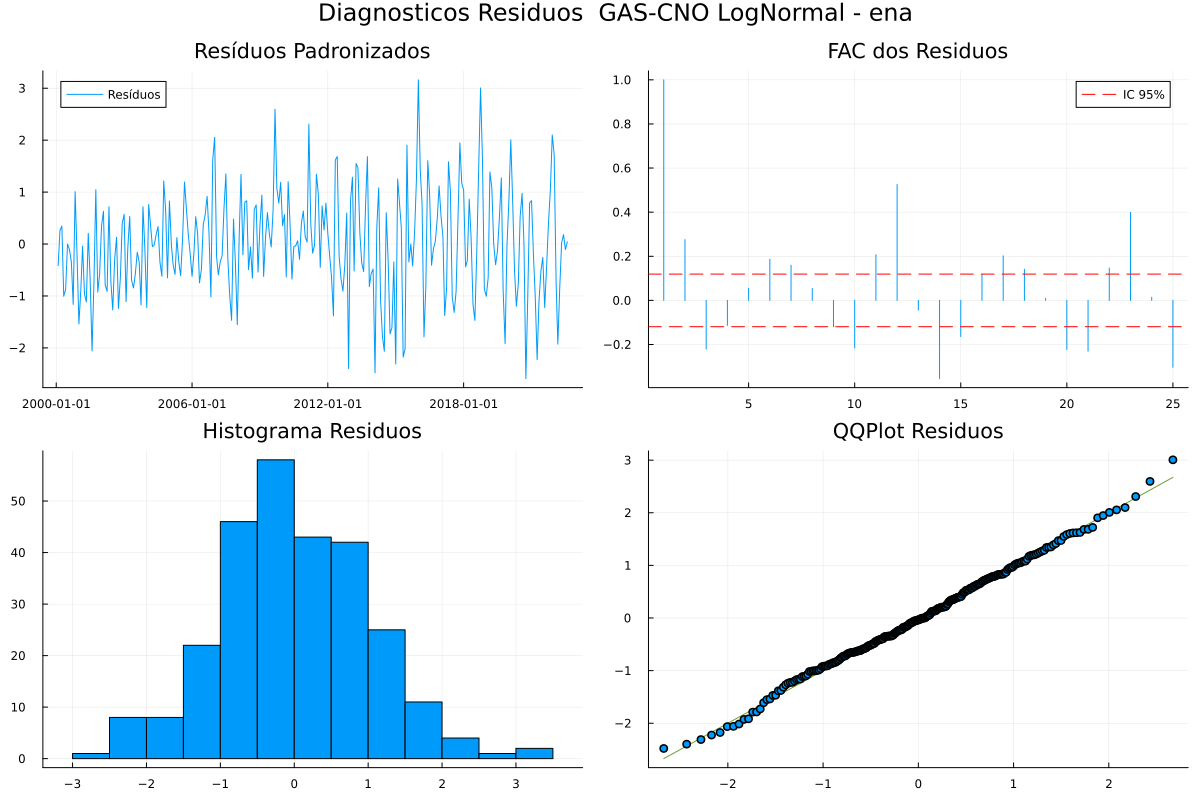 Diagnosticos Residuos  GAS-CNO LogNormal - ena
Resíduos Padronizados
Resíduos
3
2
1
0
−1
−2
2000-01-01 2006-01-01 2012-01-01 2018-01-01
FAC dos Residuos
IC 95%
1.0
0.8
0.6
0.4
0.2
0.0
−0.2
5 10 15 20 25
Histograma Residuos
50
40
30
20
10
0
−3 −2 −1 0 1 2 3
QQPlot Residuos
3
2
1
0
−1
−2
−2 −1 0 1 2